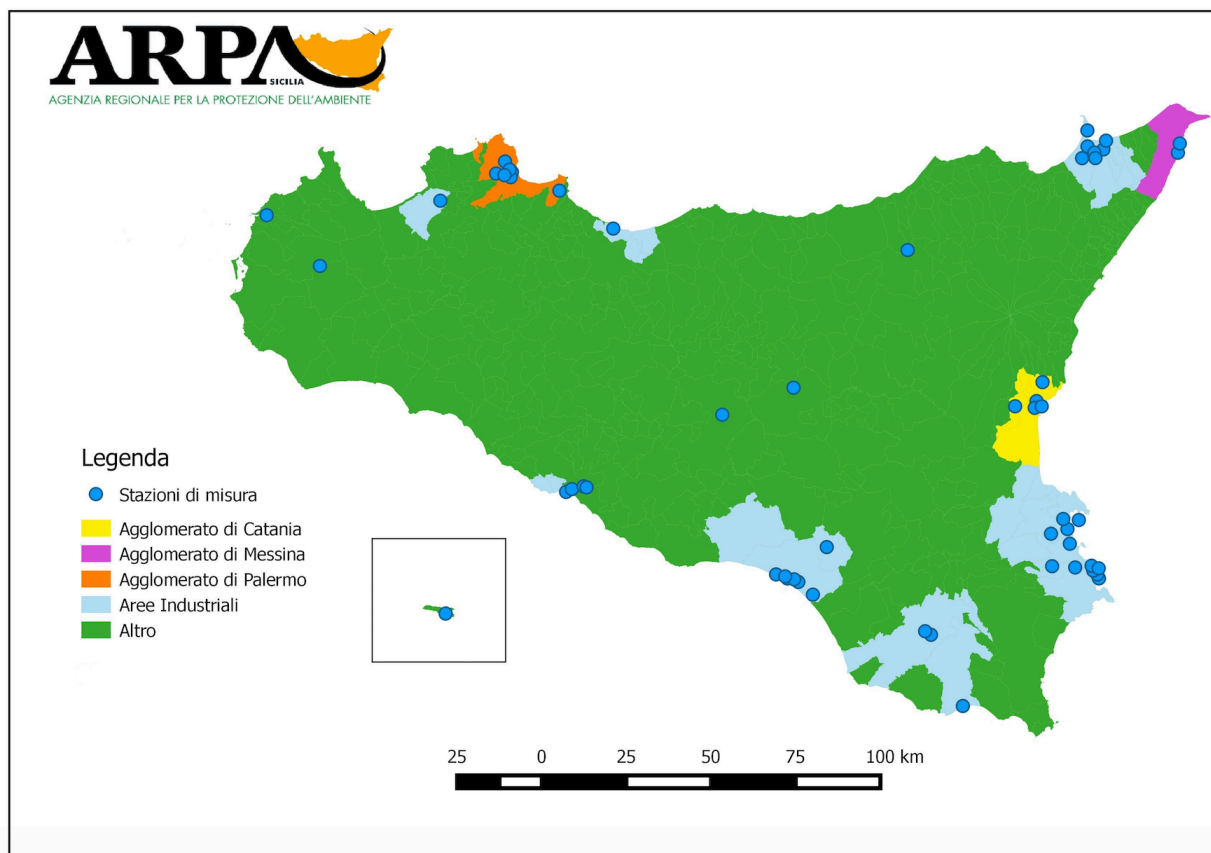 ARPA
SICILIA
AGENZIA REGIONALE PER LA PROTEZIONE DELL'AMBIENTE
Legenda
Stazioni di misura
Agglomerato di Catania
Agglomerato di Messina
Agglomerato di Palermo
Aree Industriali
Altro
25 0 25 50 75 100 km